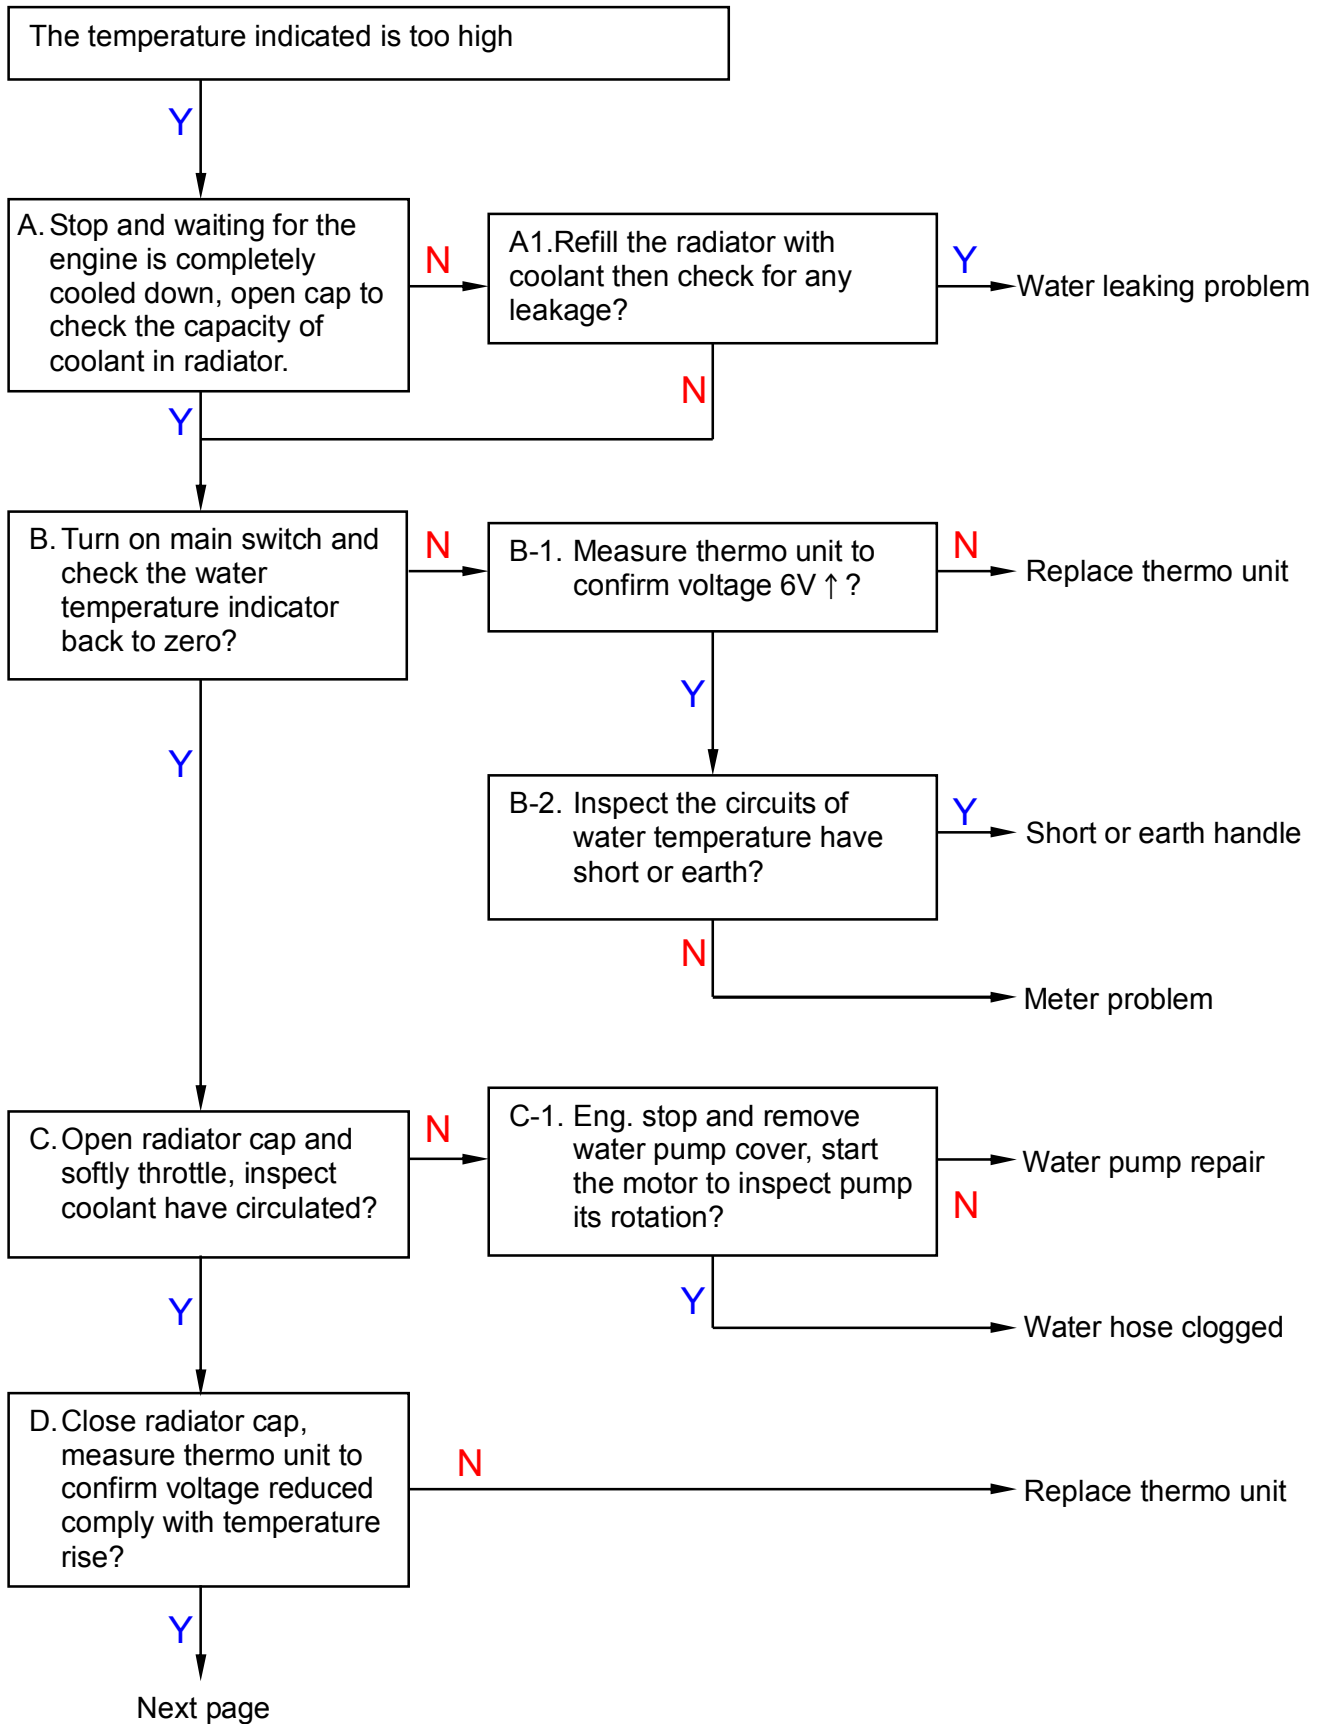 The temperature indicated is too high
Y
A. Stop and waiting for the
engine is completely
cooled down, open cap to
check the capacity of
coolant in radiator.
N
A1.Refill the radiator with
coolant then check for any
leakage?
Y
Water leaking problem
N
Y
B. Turn on main switch and
check the water
temperature indicator
back to zero?
N
B-1. Measure thermo unit to
confirm voltage 6V ↑ ?
N
Replace thermo unit
Y
Y
B-2. Inspect the circuits of
water temperature have
short or earth?
Y
Short or earth handle
N
Meter problem
C. Open radiator cap and
softly throttle, inspect
coolant have circulated?
N
C-1. Eng. stop and remove
water pump cover, start
the motor to inspect pump
its rotation?
Water pump repair
N
Y
Water hose clogged
Y
D. Close radiator cap,
measure thermo unit to
confirm voltage reduced
comply with temperature
rise?
N
Replace thermo unit
Y
Next page